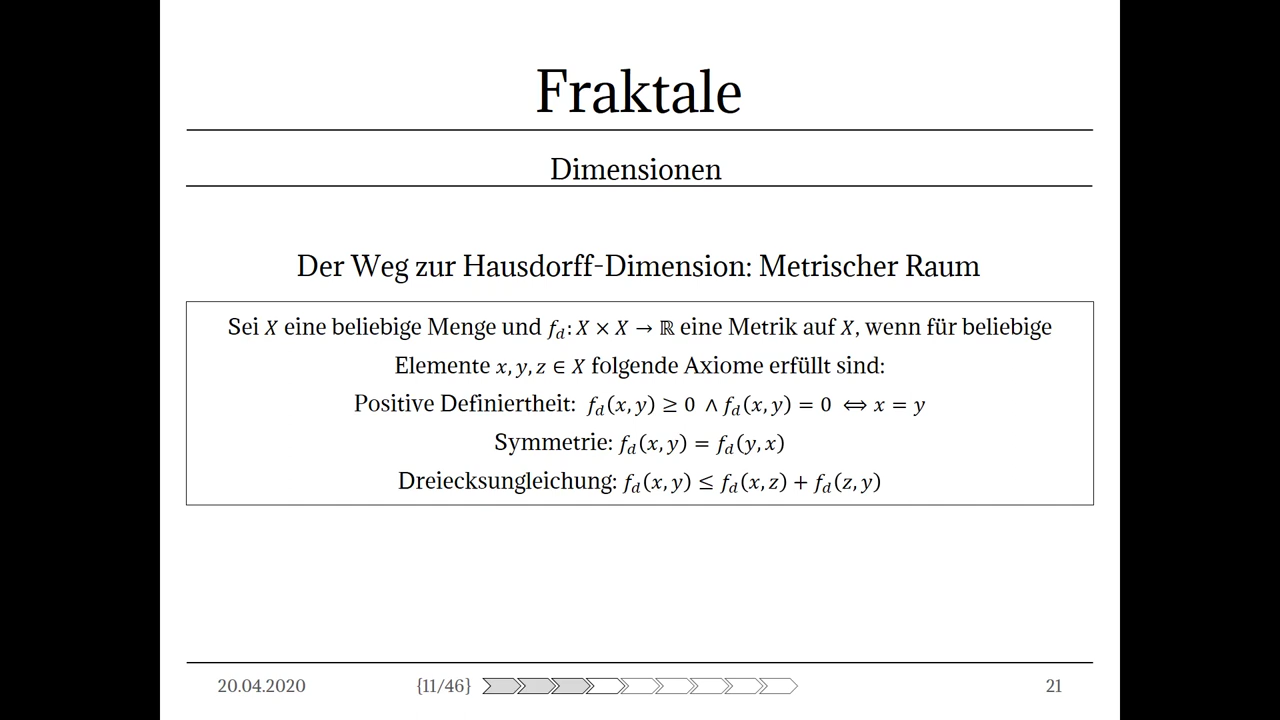 Fraktale
Dimensionen
Der Weg zur Hausdorff-Dimension: Metrischer Raum
Sei X eine beliebige Menge und f_d: X × X → ℝ eine Metrik auf X, wenn für beliebige
Elemente x, y, z ∈ X folgende Axiome erfüllt sind:
Positive Definiertheit: f_d(x, y) ≥ 0 ∧ f_d(x, y) = 0 ⟺ x = y
Symmetrie: f_d(x, y) = f_d(y, x)
Dreiecksungleichung: f_d(x, y) ≤ f_d(x, z) + f_d(z, y)
20.04.2020 {11/46} 21